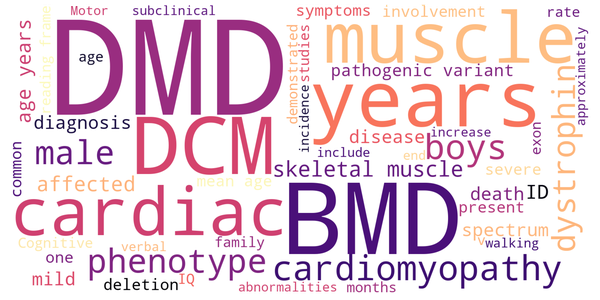 Motor
subclinical
symptoms
involvement
rate
age years
reading frame
DMD
age
demonstrated
studies
muscle
approximately
pathogenic variant
years
dystrophin
diagnosis
incidence
DCM
disease
increase
exon
common
male
include
boys
end
severe
affected
mean age
skeletal muscle
cardiac
BMD
death
ID
present
spectrum
Cognitive
verbal
family
v
walking
one
phenotype
cardiomyopathy
mild
deletion
IQ
abnormalities
months